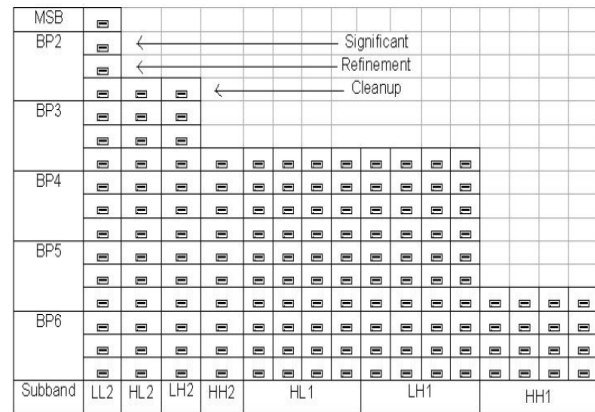 MSB
BP2 Significant
Refinement
Cleanup
BP3
BP4
BP5
BP6
Subband LL2 HL2 LH2 HH2 HL1 LH1 HH1